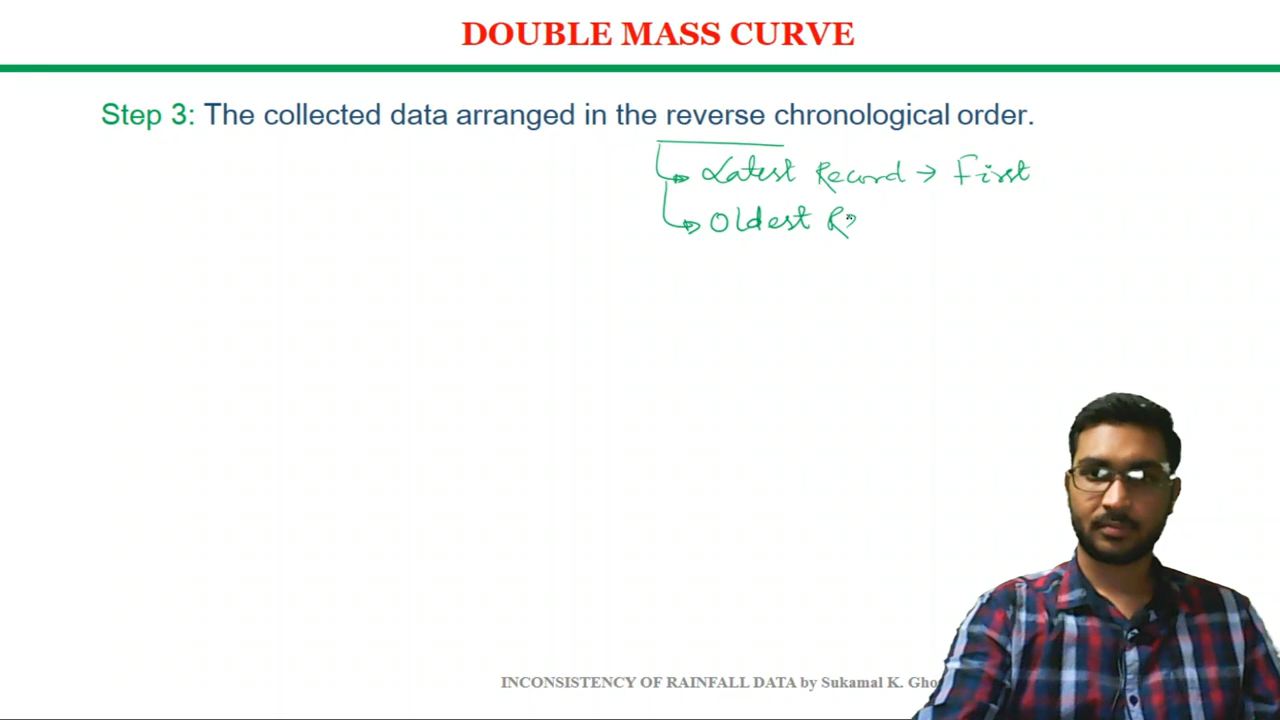 DOUBLE MASS CURVE
Step 3: The collected data arranged in the reverse chronological order.
Latest Record → First
Oldest R
INCONSISTENCY OF RAINFALL DATA by Sukamal K. Gho